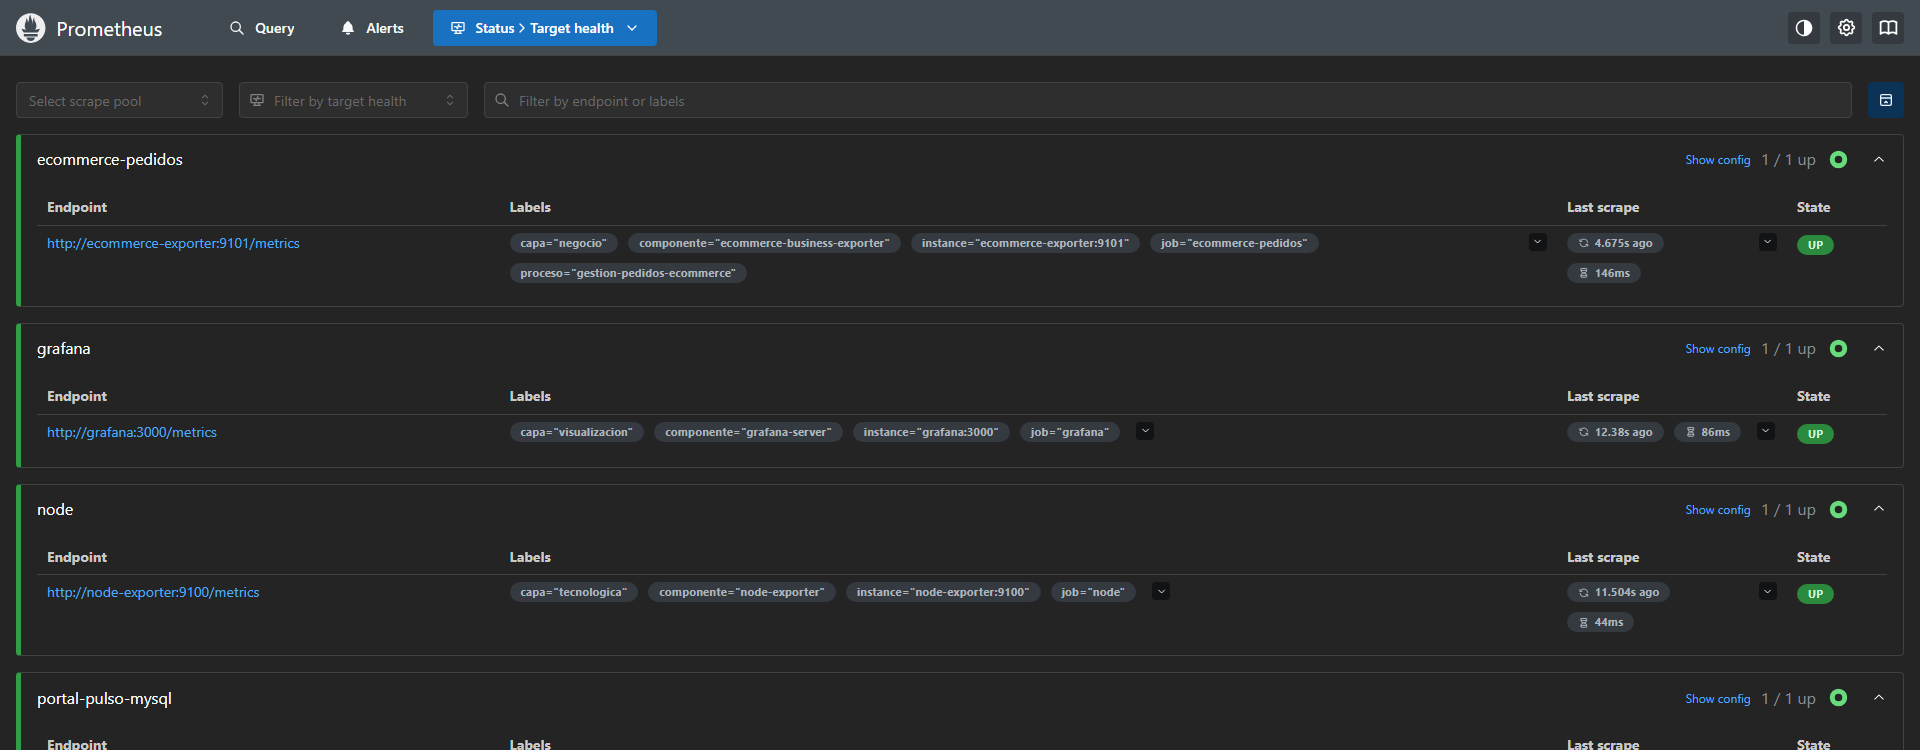 Prometheus Query Alerts Status > Target health
Select scrape pool Filter by target health Filter by endpoint or labels
ecommerce-pedidos Show config 1 / 1 up
Endpoint Labels Last scrape State
http://ecommerce-exporter:9101/metrics capa="negocio" componente="ecommerce-business-exporter" instance="ecommerce-exporter:9101" job="ecommerce-pedidos" 4.675s ago UP
proceso="gestion-pedidos-ecommerce" 146ms
grafana Show config 1 / 1 up
Endpoint Labels Last scrape State
http://grafana:3000/metrics capa="visualizacion" componente="grafana-server" instance="grafana:3000" job="grafana" 12.38s ago 86ms UP
node Show config 1 / 1 up
Endpoint Labels Last scrape State
http://node-exporter:9100/metrics capa="tecnologica" componente="node-exporter" instance="node-exporter:9100" job="node" 11.504s ago UP
44ms
portal-pulso-mysql Show config 1 / 1 up
Endpoint Labels Last scrape State